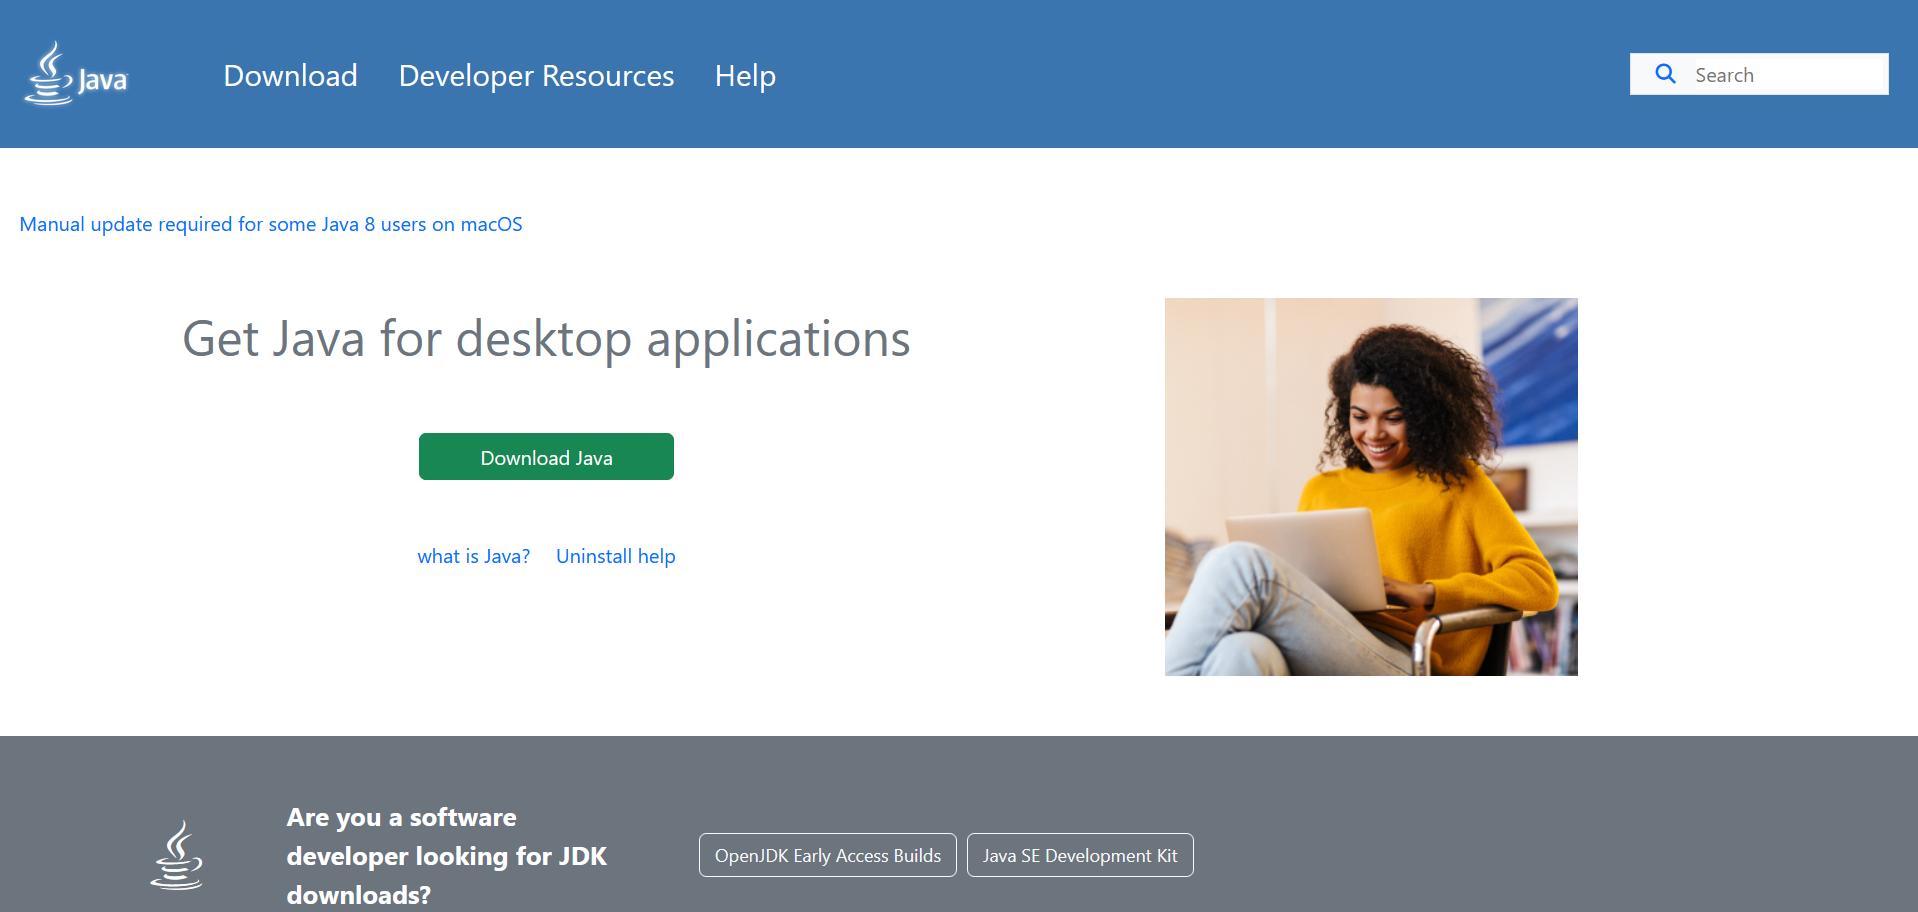 Java
Download
Developer Resources
Help
Search
Manual update required for some Java 8 users on macOS
Get Java for desktop applications
Download Java
what is Java?
Uninstall help
Are you a software
developer looking for JDK
downloads?
OpenJDK Early Access Builds
Java SE Development Kit